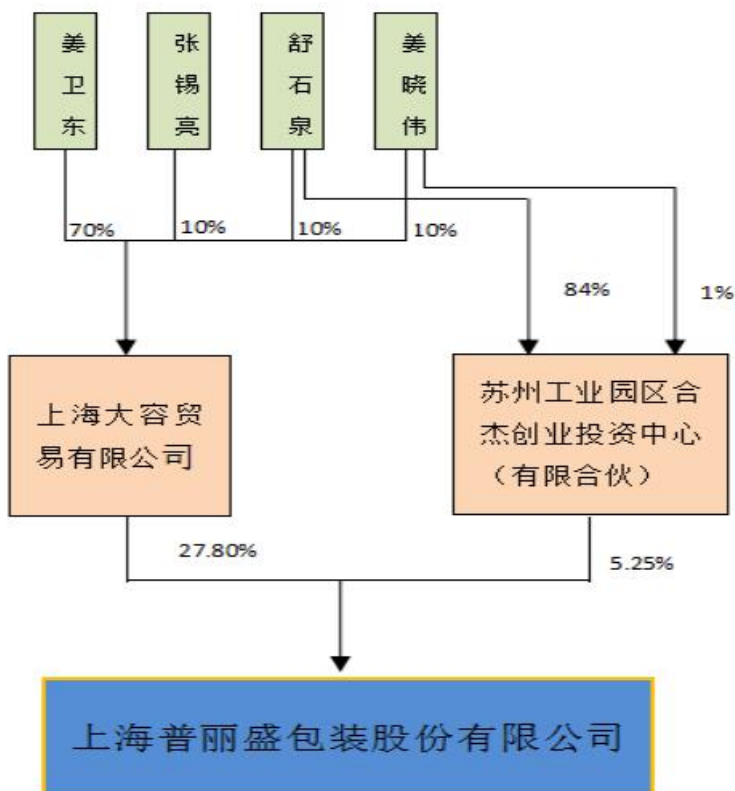 姜卫东
张锡亮
舒石泉
姜晓伟
70%
10%
10%
10%
84%
1%
上海大容贸
易有限公司
苏州工业园区合
杰创业投资中心
（有限合伙）
27.80%
5.25%
上海普丽盛包装股份有限公司